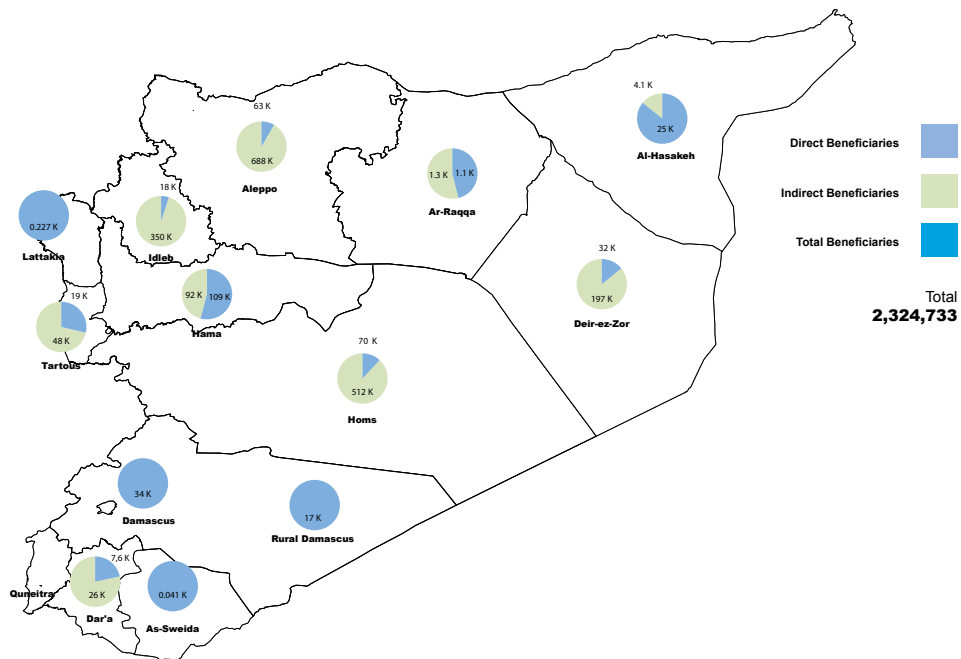 63 K
688 K
Aleppo
4.1 K
25 K
Al-Hasakeh
1.3 K
1.1 K
Ar-Raqqa
18 K
350 K
Idleb
0.227 K
Lattakia
92 K
109 K
Hama
19 K
48 K
Tartous
32 K
197 K
Deir-ez-Zor
70 K
512 K
Homs
34 K
Damascus
17 K
Rural Damascus
Quneitra
7,6 K
26 K
Dar'a
0.041 K
As-Sweida
Direct Beneficiaries
Indirect Beneficiaries
Total Beneficiaries
Total
2,324,733